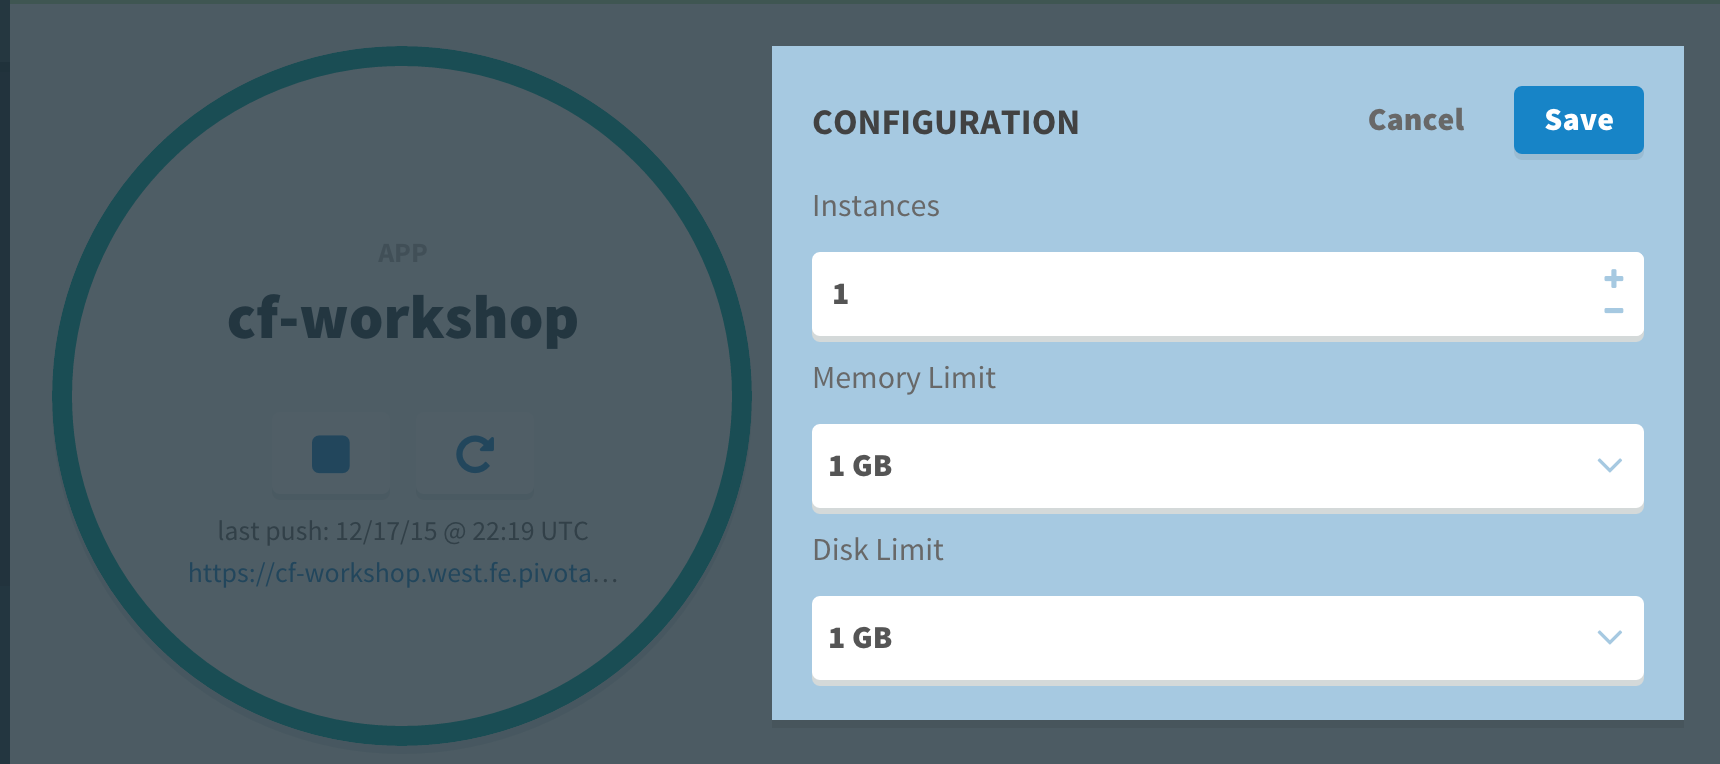 APP
cf-workshop
last push: 12/17/15 @ 22:19 UTC
https://cf-workshop.west.fe.pivota...
CONFIGURATION
Cancel
Save
Instances
1
Memory Limit
1 GB
Disk Limit
1 GB